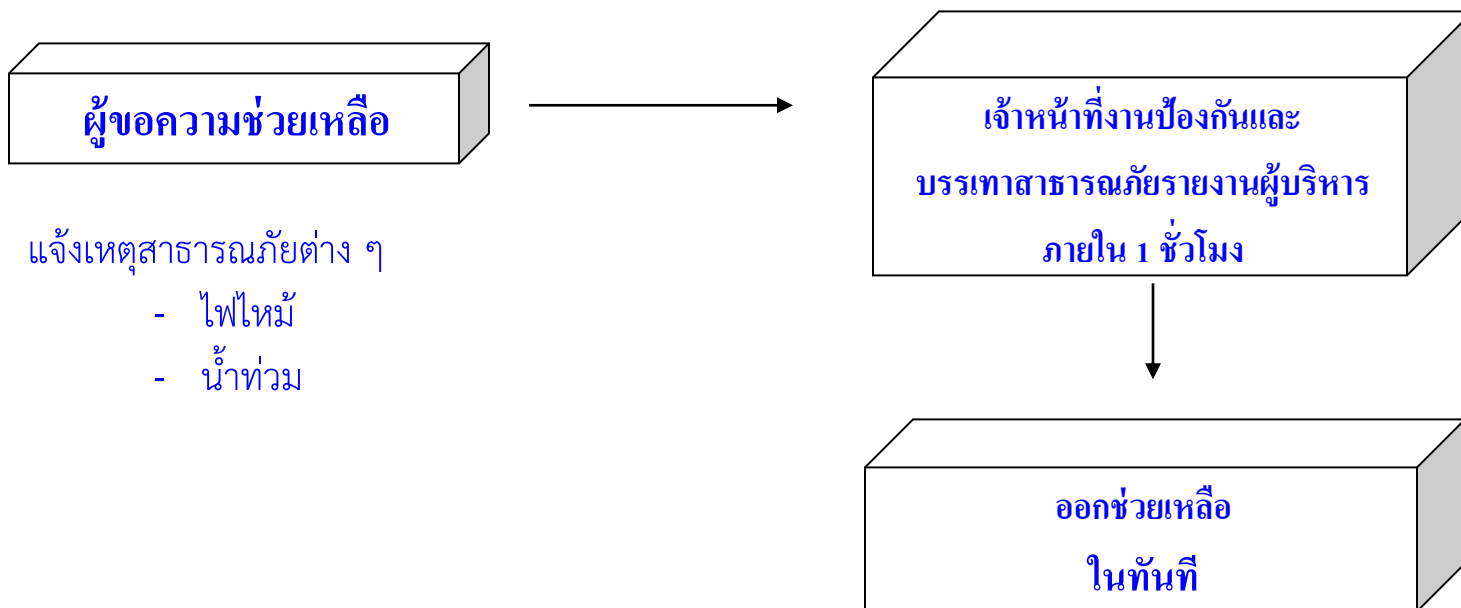 ผู้ขอความช่วยเหลือ
แจ้งเหตุสาธารณภัยต่าง ๆ
- ไฟไหม้
- น้ำท่วม
เจ้าหน้าที่งานป้องกันและ
บรรเทาสาธารณภัยรายงานผู้บริหาร
ภายใน 1 ชั่วโมง
ออกช่วยเหลือ
ในทันที